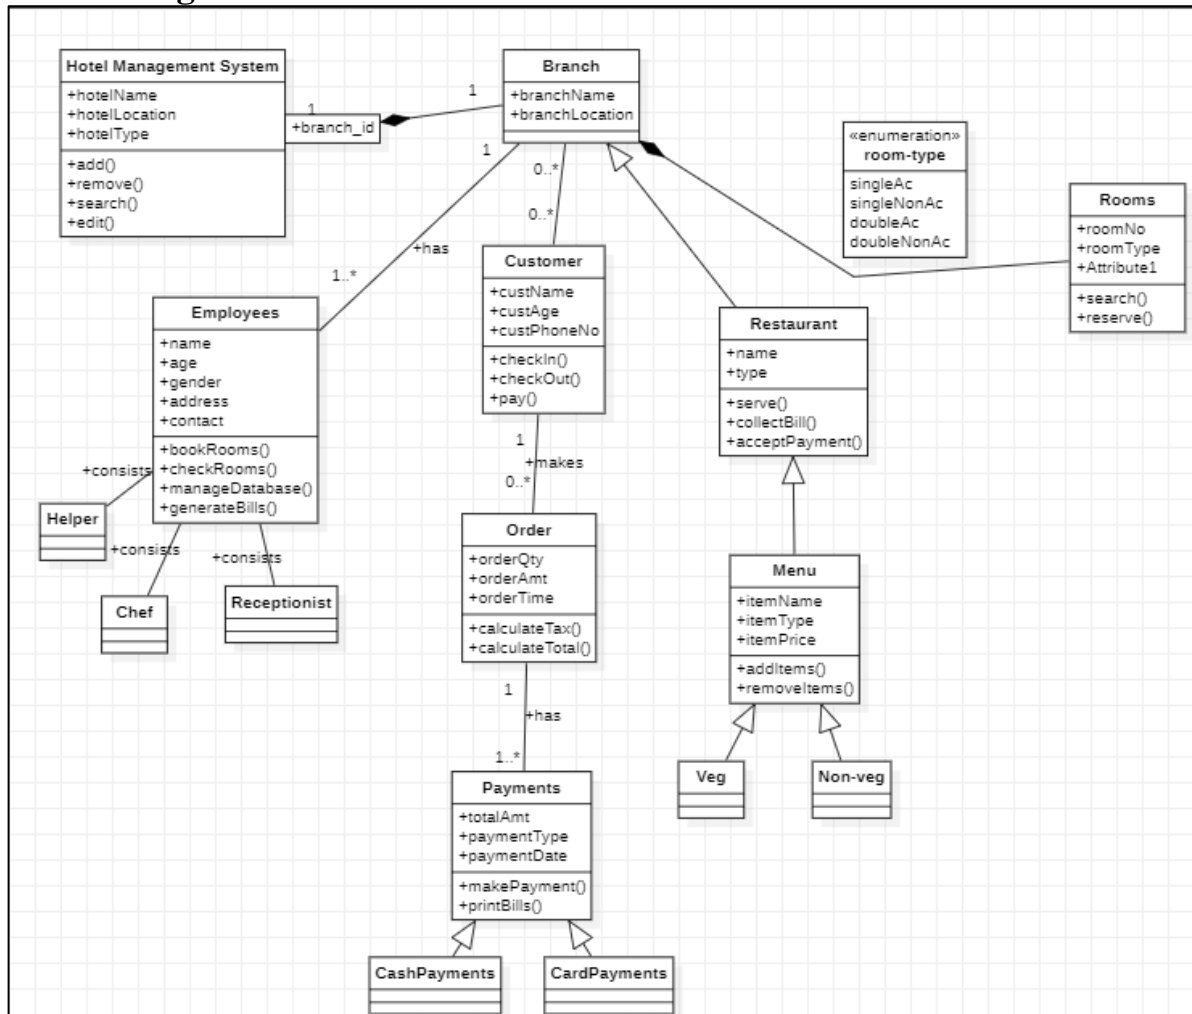 Hotel Management System
+hotelName
+hotelLocation
+hotelType
+add()
+remove()
+search()
+edit()
1
+branch_id
1
Branch
+branchName
+branchLocation
1
0..*
0..*
+has
1..*
«enumeration»
room-type
singleAc
singleNonAc
doubleAc
doubleNonAc
Rooms
+roomNo
+roomType
+Attribute1
+search()
+reserve()
Customer
+custName
+custAge
+custPhoneNo
+checkIn()
+checkOut()
+pay()
Employees
+name
+age
+gender
+address
+contact
+bookRooms()
+checkRooms()
+manageDatabase()
+generateBills()
Restaurant
+name
+type
+serve()
+collectBill()
+acceptPayment()
+consists
+consists
+consists
Helper
Chef
Receptionist
1
+makes
0..*
Order
+orderQty
+orderAmt
+orderTime
+calculateTax()
+calculateTotal()
Menu
+itemName
+itemType
+itemPrice
+addItems()
+removeItems()
1
+has
1..*
Veg
Non-veg
Payments
+totalAmt
+paymentType
+paymentDate
+makePayment()
+printBills()
CashPayments
CardPayments